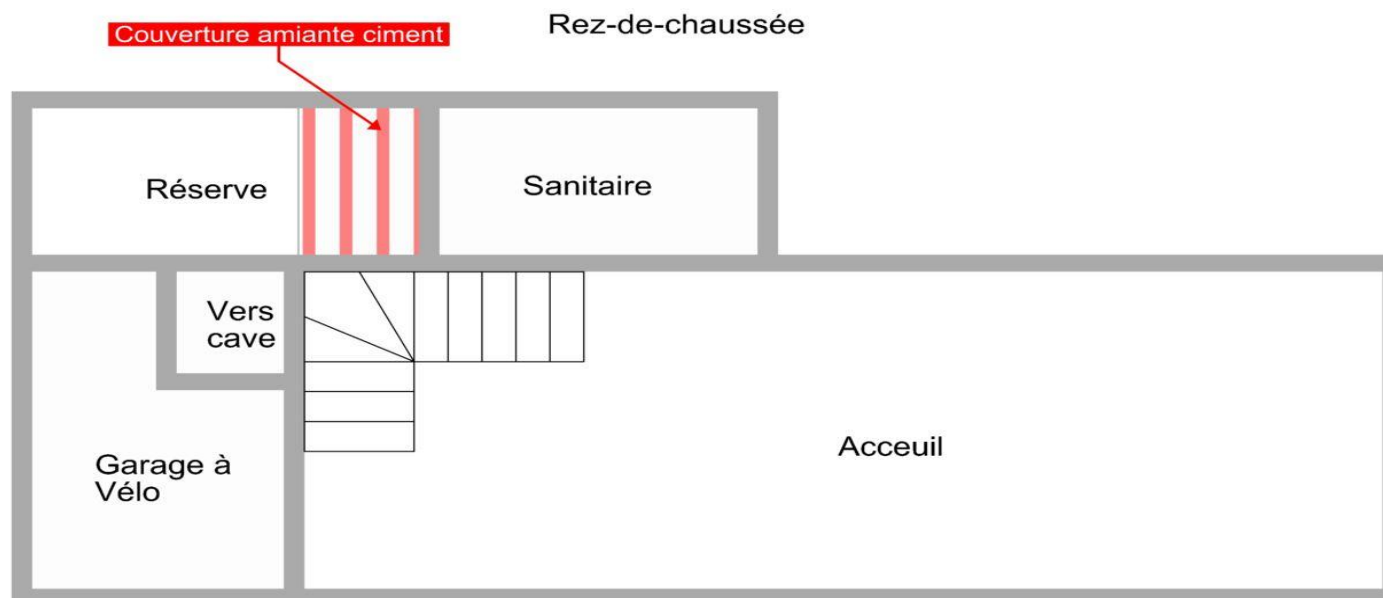 Rez-de-chaussée
Couverture amiante ciment
Réserve
Sanitaire
Vers
cave
Acceuil
Garage à
Vélo